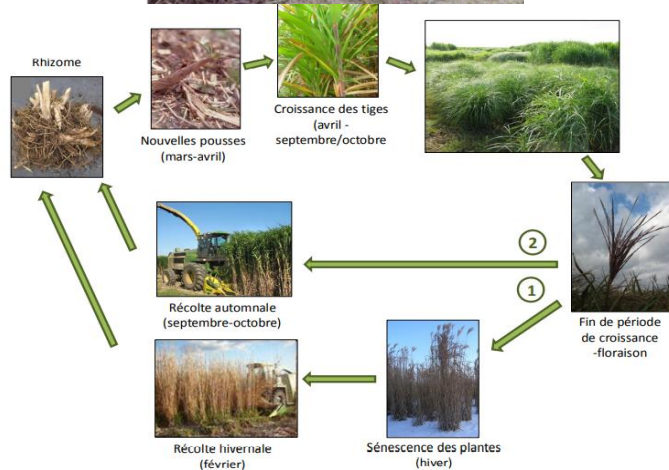 Rhizome
Nouvelles pousses
(mars-avril)
Croissance des tiges
(avril -
septembre/octobre
2
1
Fin de période
de croissance
-floraison
Récolte automnale
(septembre-octobre)
Récolte hivernale
(février)
Sénescence des plantes
(hiver)